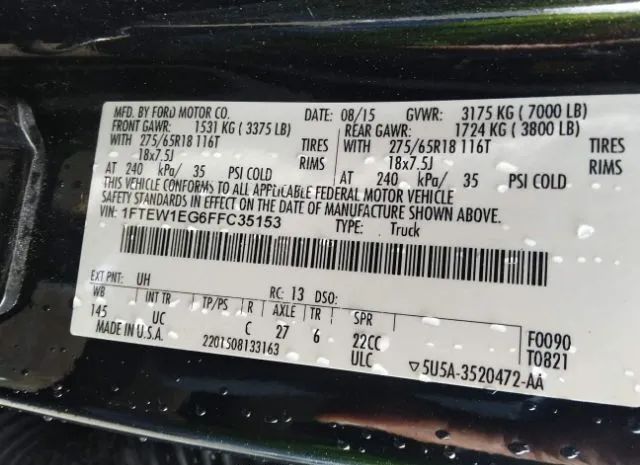 MFD. BY FORD MOTOR CO. DATE: 08/15 GVWR: 3175 KG ( 7000 LB)
FRONT GAWR: 1531 KG ( 3375 LB) REAR GAWR: 1724 KG ( 3800 LB)
WITH 275/65R18 116T TIRES WITH 275/65R18 116T TIRES
18x7.5J RIMS 18x7.5J RIMS
AT 240 kPa/ 35 PSI COLD AT 240 kPa/ 35 PSI COLD
THIS VEHICLE CONFORMS TO ALL APPLICABLE FEDERAL MOTOR VEHICLE
SAFETY STANDARDS IN EFFECT ON THE DATE OF MANUFACTURE SHOWN ABOVE.
VIN: 1FTEW1EG6FFC35153 TYPE: Truck
EXT PNT: UH RC: 13 DSO:
WB INT TR TP/PS R AXLE TR SPR
145 UC C 27 6 22CC F0090
MADE IN U.S.A. 2201508133163 ULC T0821
▽5U5A-3520472-AA